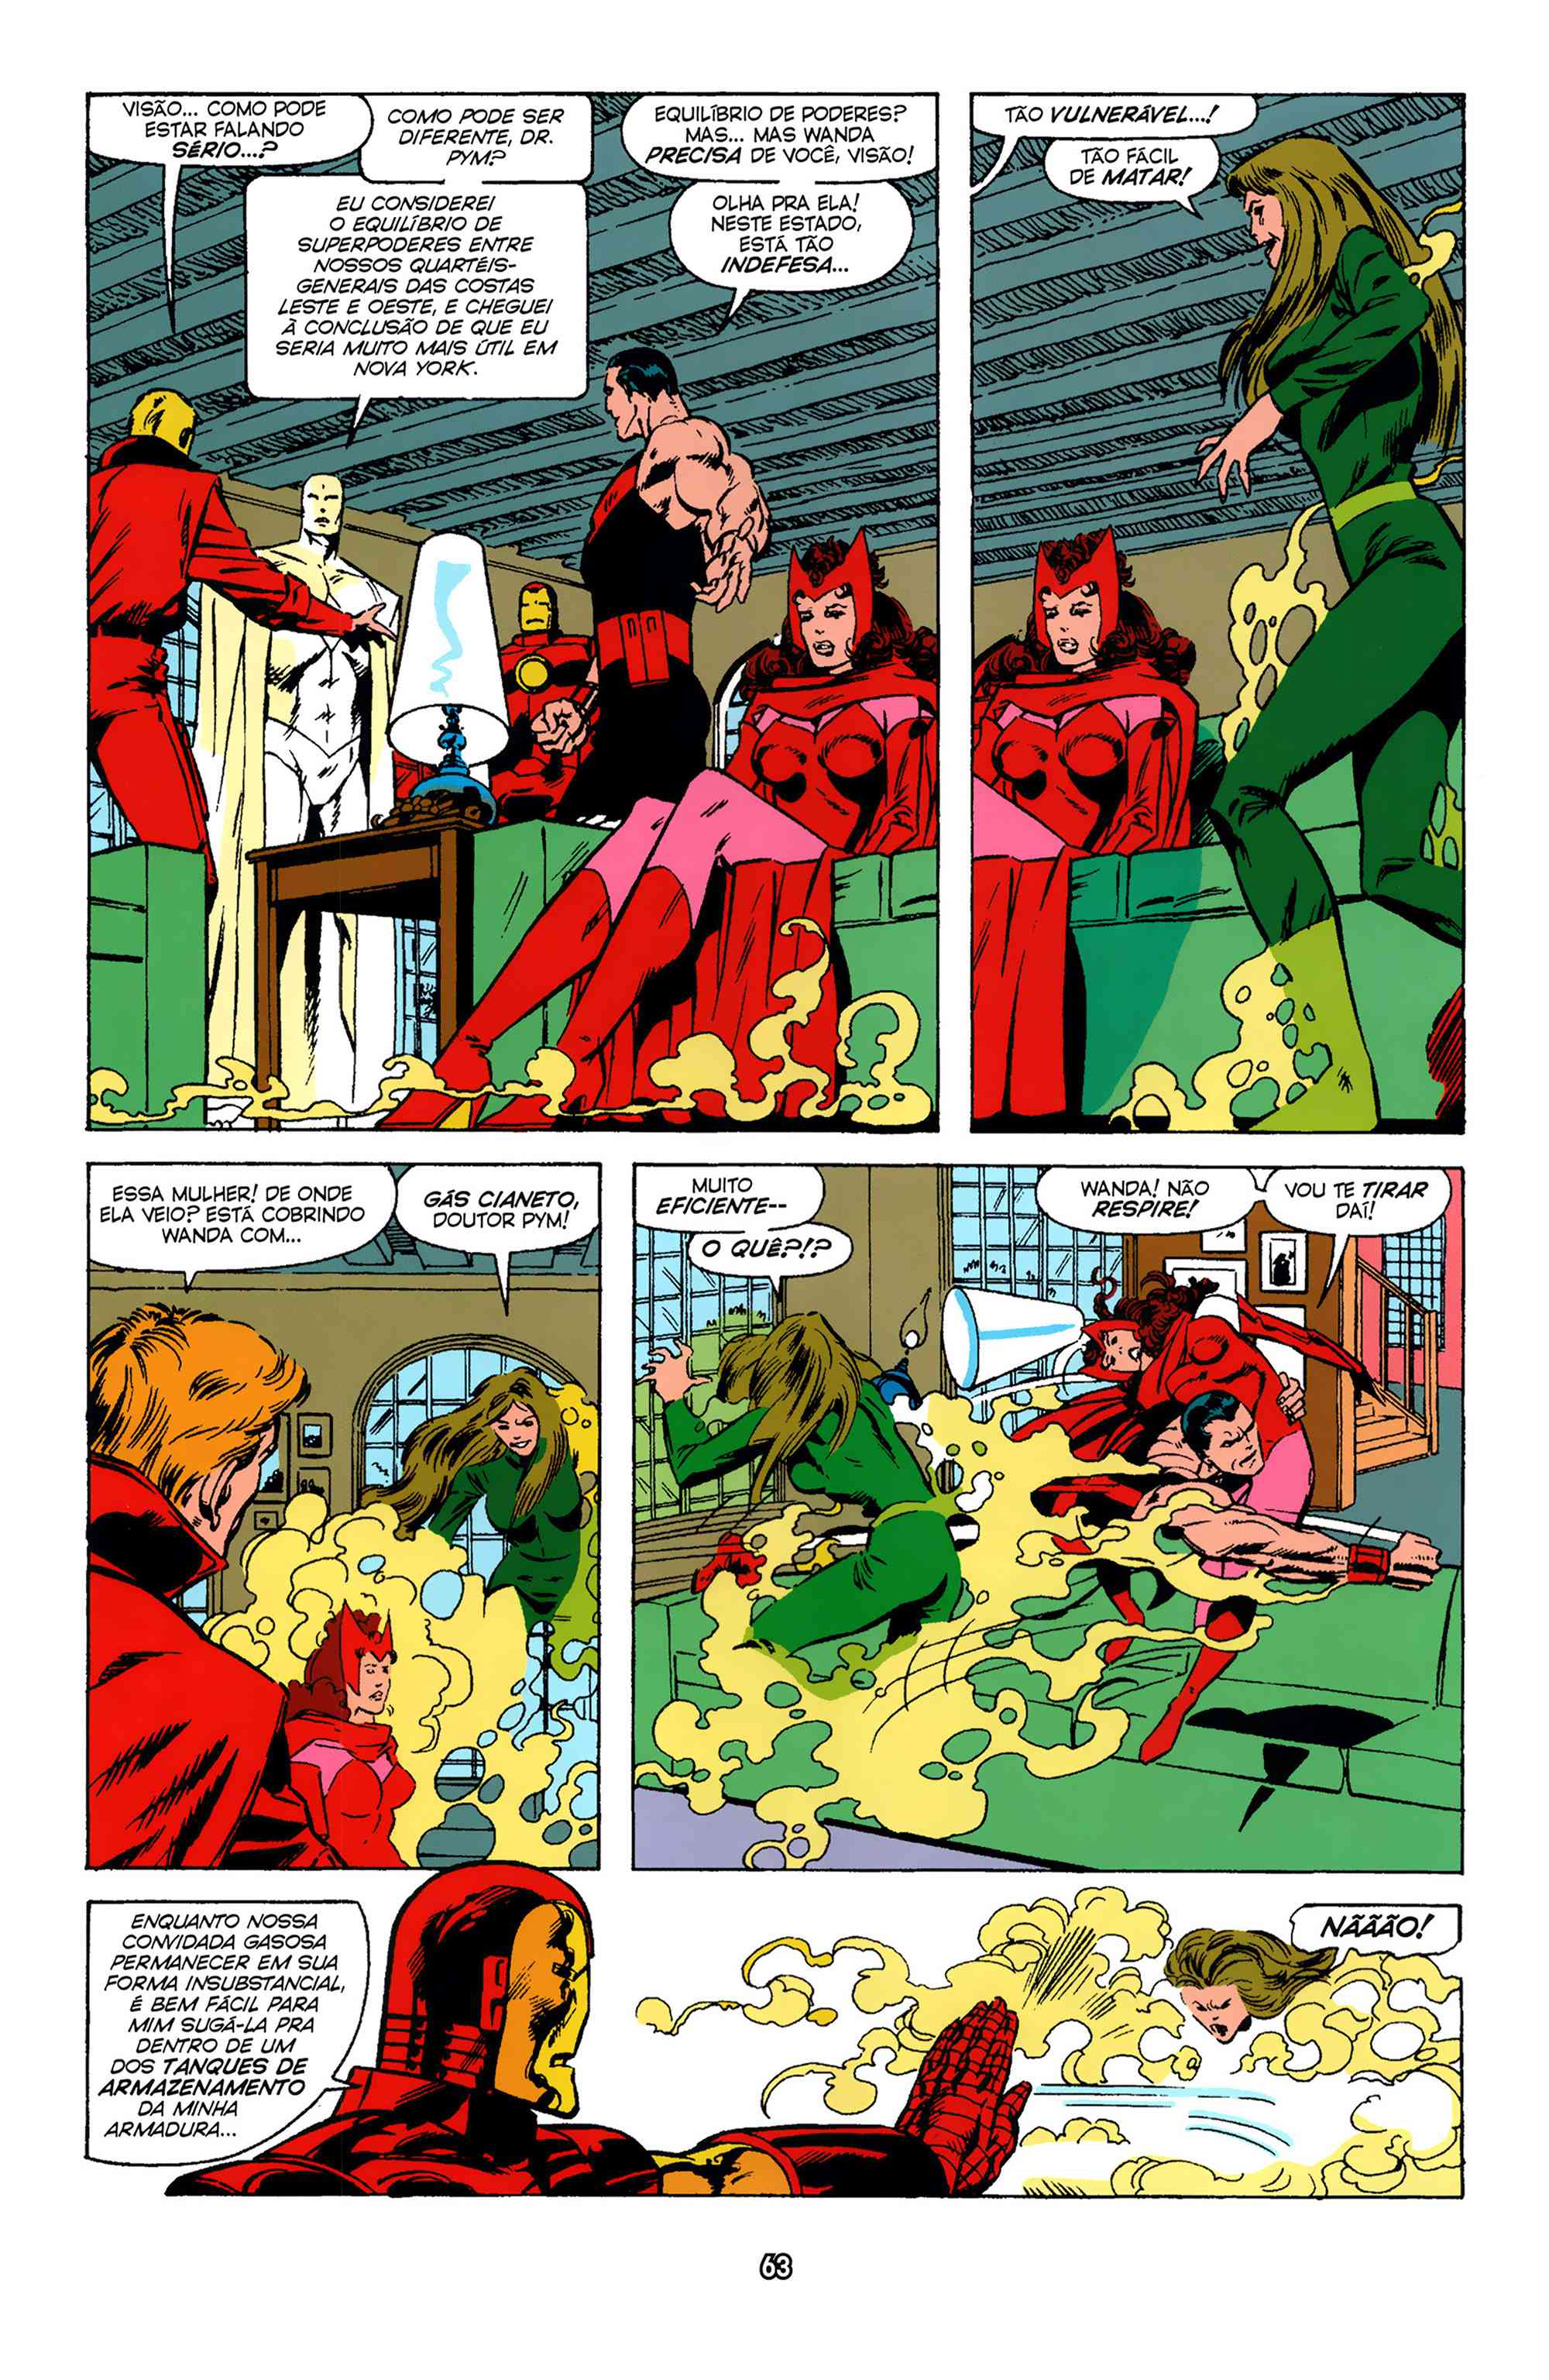 VISÃO... COMO PODE
ESTAR FALANDO
SÉRIO...?
COMO PODE SER
DIFERENTE, DR.
PYM?
EU CONSIDEREI
O EQUILÍBRIO DE
SUPERPODERES ENTRE
NOSSOS QUARTÉIS-
GENERAIS DAS COSTAS
LESTE E OESTE, E CHEGUEI
À CONCLUSÃO DE QUE EU
SERIA MUITO MAIS ÚTIL EM
NOVA YORK.
EQUILÍBRIO DE PODERES?
MAS... MAS WANDA
PRECISA DE VOCÊ, VISÃO!
OLHA PRA ELA!
NESTE ESTADO,
ESTÁ TÃO
INDEFESA...
TÃO VULNERÁVEL...!
TÃO FÁCIL
DE MATAR!
ESSA MULHER! DE ONDE
ELA VEIO? ESTÁ COBRINDO
WANDA COM...
GÁS CIANETO,
DOUTOR PYM!
MUITO
EFICIENTE--
O QUÊ?!?
WANDA! NÃO
RESPIRE!
VOU TE TIRAR
DAÍ!
ENQUANTO NOSSA
CONVIDADA GASOSA
PERMANECER EM SUA
FORMA INSUBSTANCIAL,
É BEM FÁCIL PARA
MIM SUGÁ-LA PRA
DENTRO DE UM
DOS TANQUES DE
ARMAZENAMENTO
DA MINHA
ARMADURA...
NÃÃÃO!
63